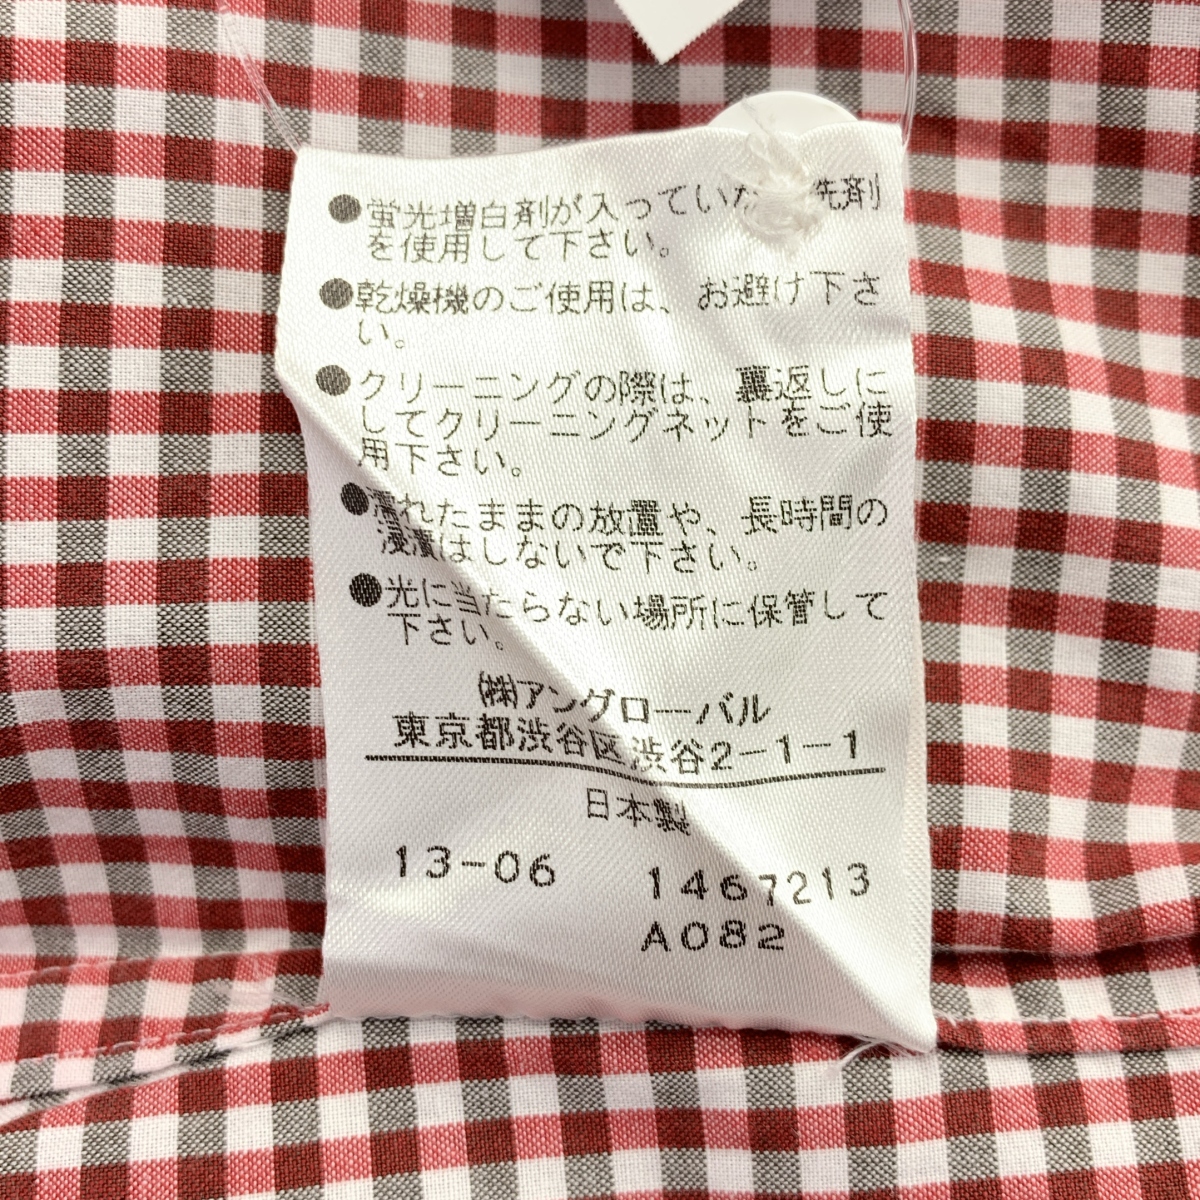 ●蛍光増白剤が入っていな 洗剤
を使用して下さい。
●乾燥機のご使用は、お避け下さ
い。
●クリーニングの際は、裏返しに
してクリーニングネットをご使
用下さい。
●濡れたままの放置や、長時間の
浸漬はしないで下さい。
●光に当たらない場所に保管して
下さい。
㈱アングローバル
東京都渋谷区渋谷2-1-1
日本製
13-06 1467213
A082